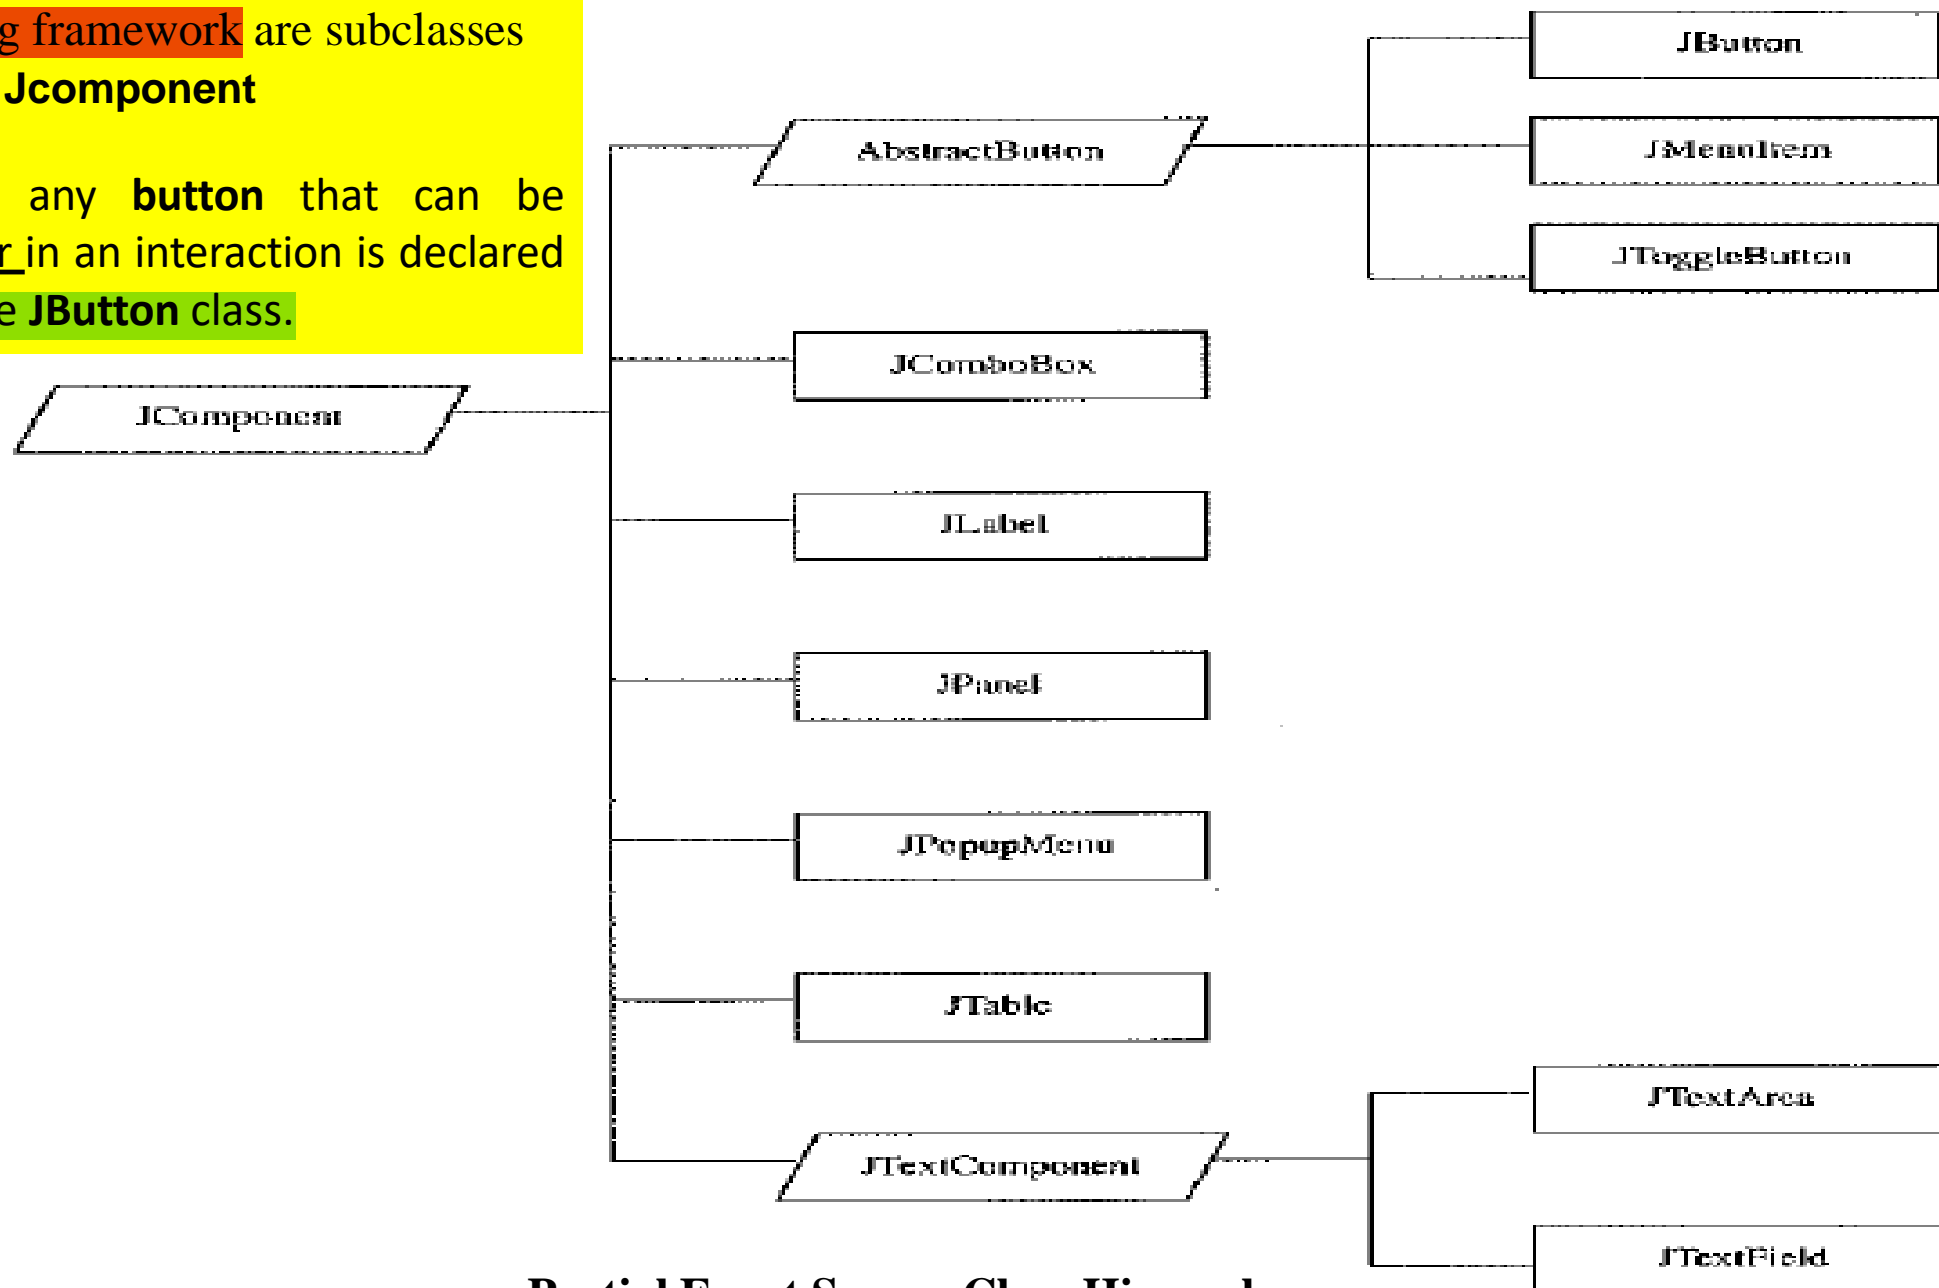 g framework are subclasses
Jcomponent
any button that can be
r in an interaction is declared
e JButton class.
JButton
AbstractButton
JMenuItem
JToggleButton
JComboBox
JComponent
JLabel
JPanel
JPopupMenu
JTable
JTextArea
JTextComponent
JTextField